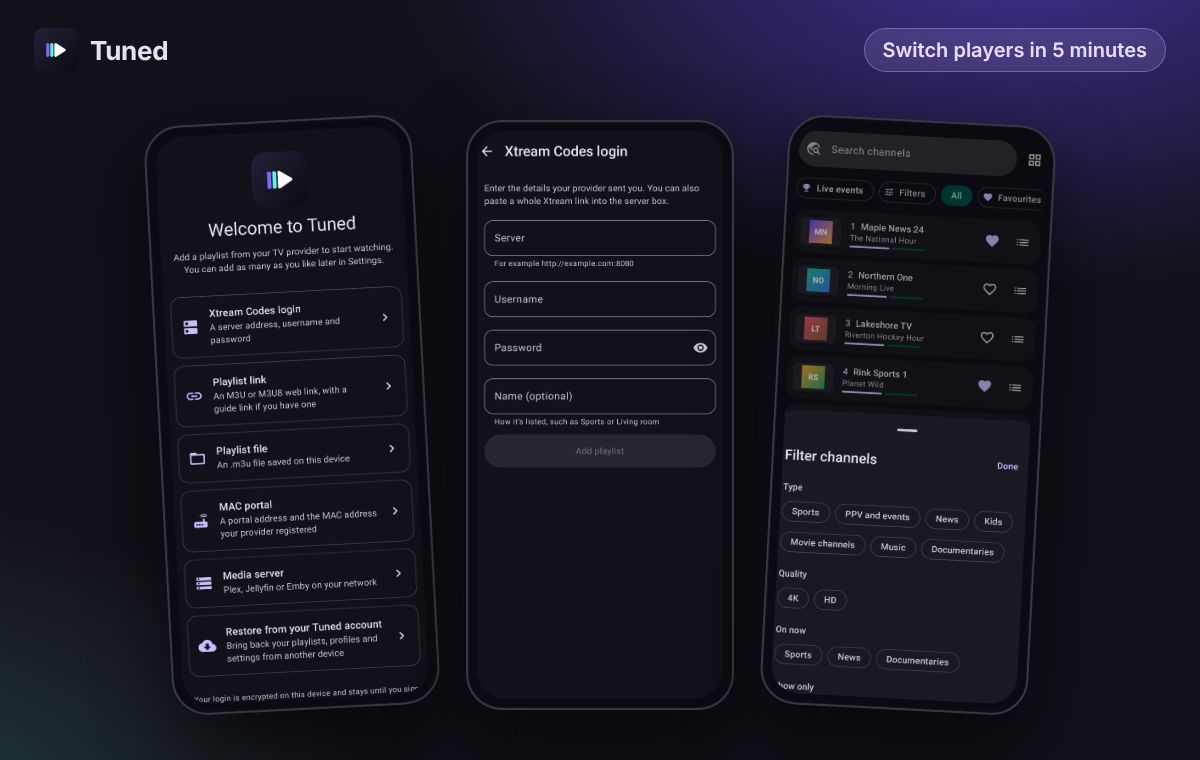 Tuned
Switch players in 5 minutes
Welcome to Tuned
Add a playlist from your TV provider to start watching.
You can add as many as you like later in Settings.
Xtream Codes login
A server address, username and
password
Playlist link
An M3U or M3U8 web link, with a
guide link if you have one
Playlist file
An .m3u file saved on this device
MAC portal
A portal address and the MAC address
your provider registered
Media server
Plex, Jellyfin or Emby on your network
Restore from your Tuned account
Bring back your playlists, profiles and
settings from another device
Your login is encrypted on this device and stays until you sign
Xtream Codes login
Enter the details your provider sent you. You can also
paste a whole Xtream link into the server box.
Server
For example http://example.com:8080
Username
Password
Name (optional)
How it's listed, such as Sports or Living room
Add playlist
Search channels
Live events
Filters
All
Favourites
MN
1 Maple News 24
The National Hour
NO
2 Northern One
Morning Live
LT
3 Lakeshore TV
Riverton Hockey Hour
RS
4 Rink Sports 1
Planet Wild
Filter channels
Done
Type
Sports
PPV and events
News
Kids
Movie channels
Music
Documentaries
Quality
4K
HD
On now
Sports
News
Documentaries
how only